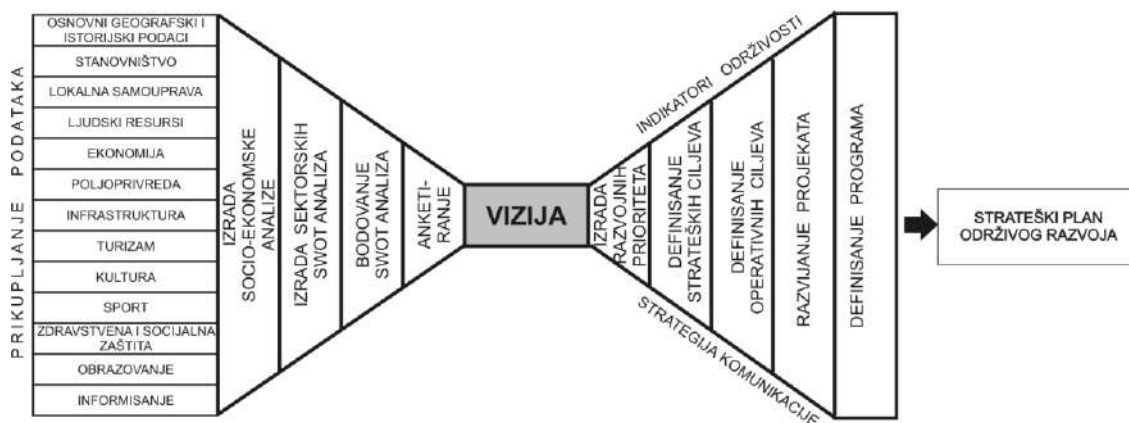 PRIKUPLJANJE PODATAKA
OSNOVNI GEOGRAFSKI I
ISTORIJSKI PODACI
STANOVNIŠTVO
LOKALNA SAMOUPRAVA
LJUDSKI RESURSI
EKONOMIJA
POLJOPRIVREDA
INFRASTRUKTURA
TURIZAM
KULTURA
SPORT
ZDRAVSTVENA I SOCIJALNA
ZAŠTITA
OBRAZOVANJE
INFORMISANJE
IZRADA
SOCIO-EKONOMSKE
ANALIZE
IZRADA SEKTORSKIH
SWOT ANALIZA
BODOVANJE
SWOT ANALIZA
ANKETI-
RANJE
VIZIJA
INDIKATORI ODRŽIVOSTI
IZRADA
RAZVOJNIH
PRIORITETA
DEFINISANJE
STRATEŠKIH CILJEVA
DEFINISANJE
OPERATIVNIH CILJEVA
RAZVIJANJE PROJEKATA
DEFINISANJE PROGRAMA
STRATEGIJA KOMUNIKACIJE
STRATEŠKI PLAN
ODRŽIVOG RAZVOJA